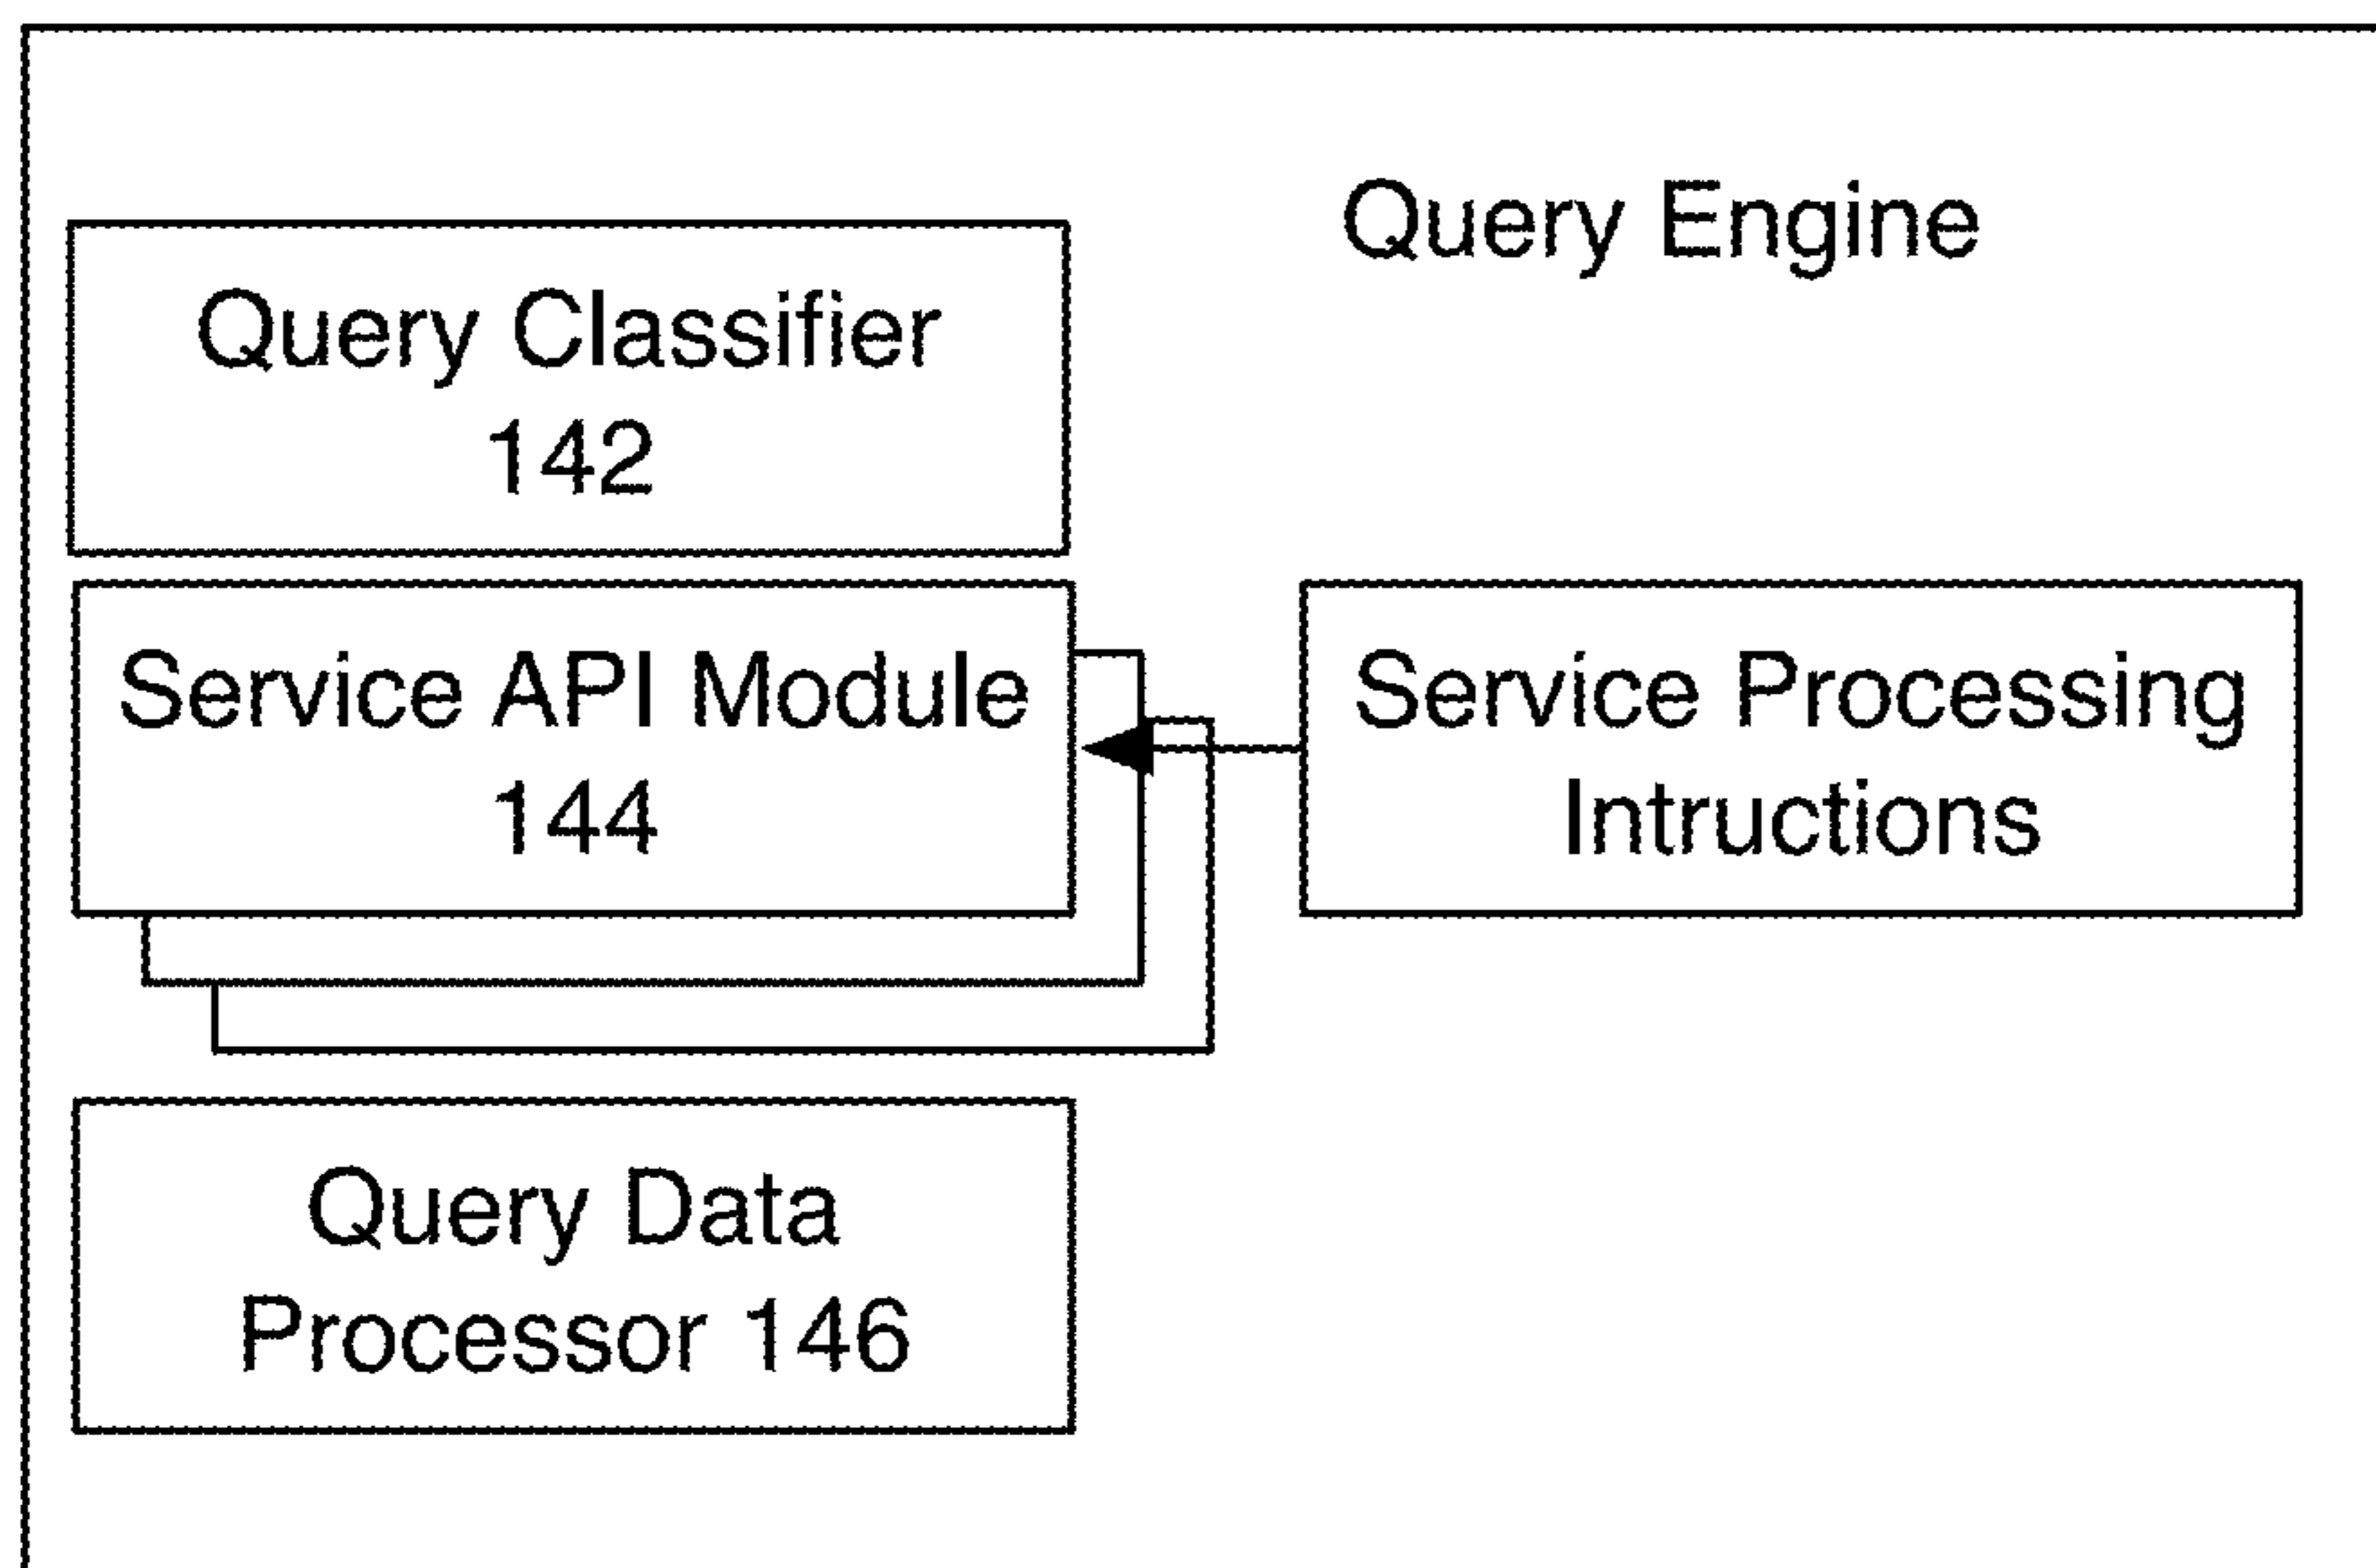 Query Engine
Query Classifier
142
Service API Module
144
Service Processing
Intructions
Query Data
Processor 146